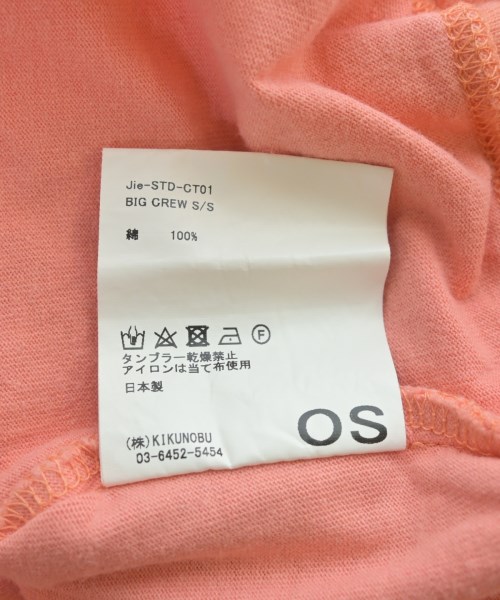 Jie-STD-CT01
BIG CREW S/S
綿 100%
F
タンブラー乾燥禁止
アイロンは当て布使用
日本製
(株)KIKUNOBU
03-6452-5454
OS